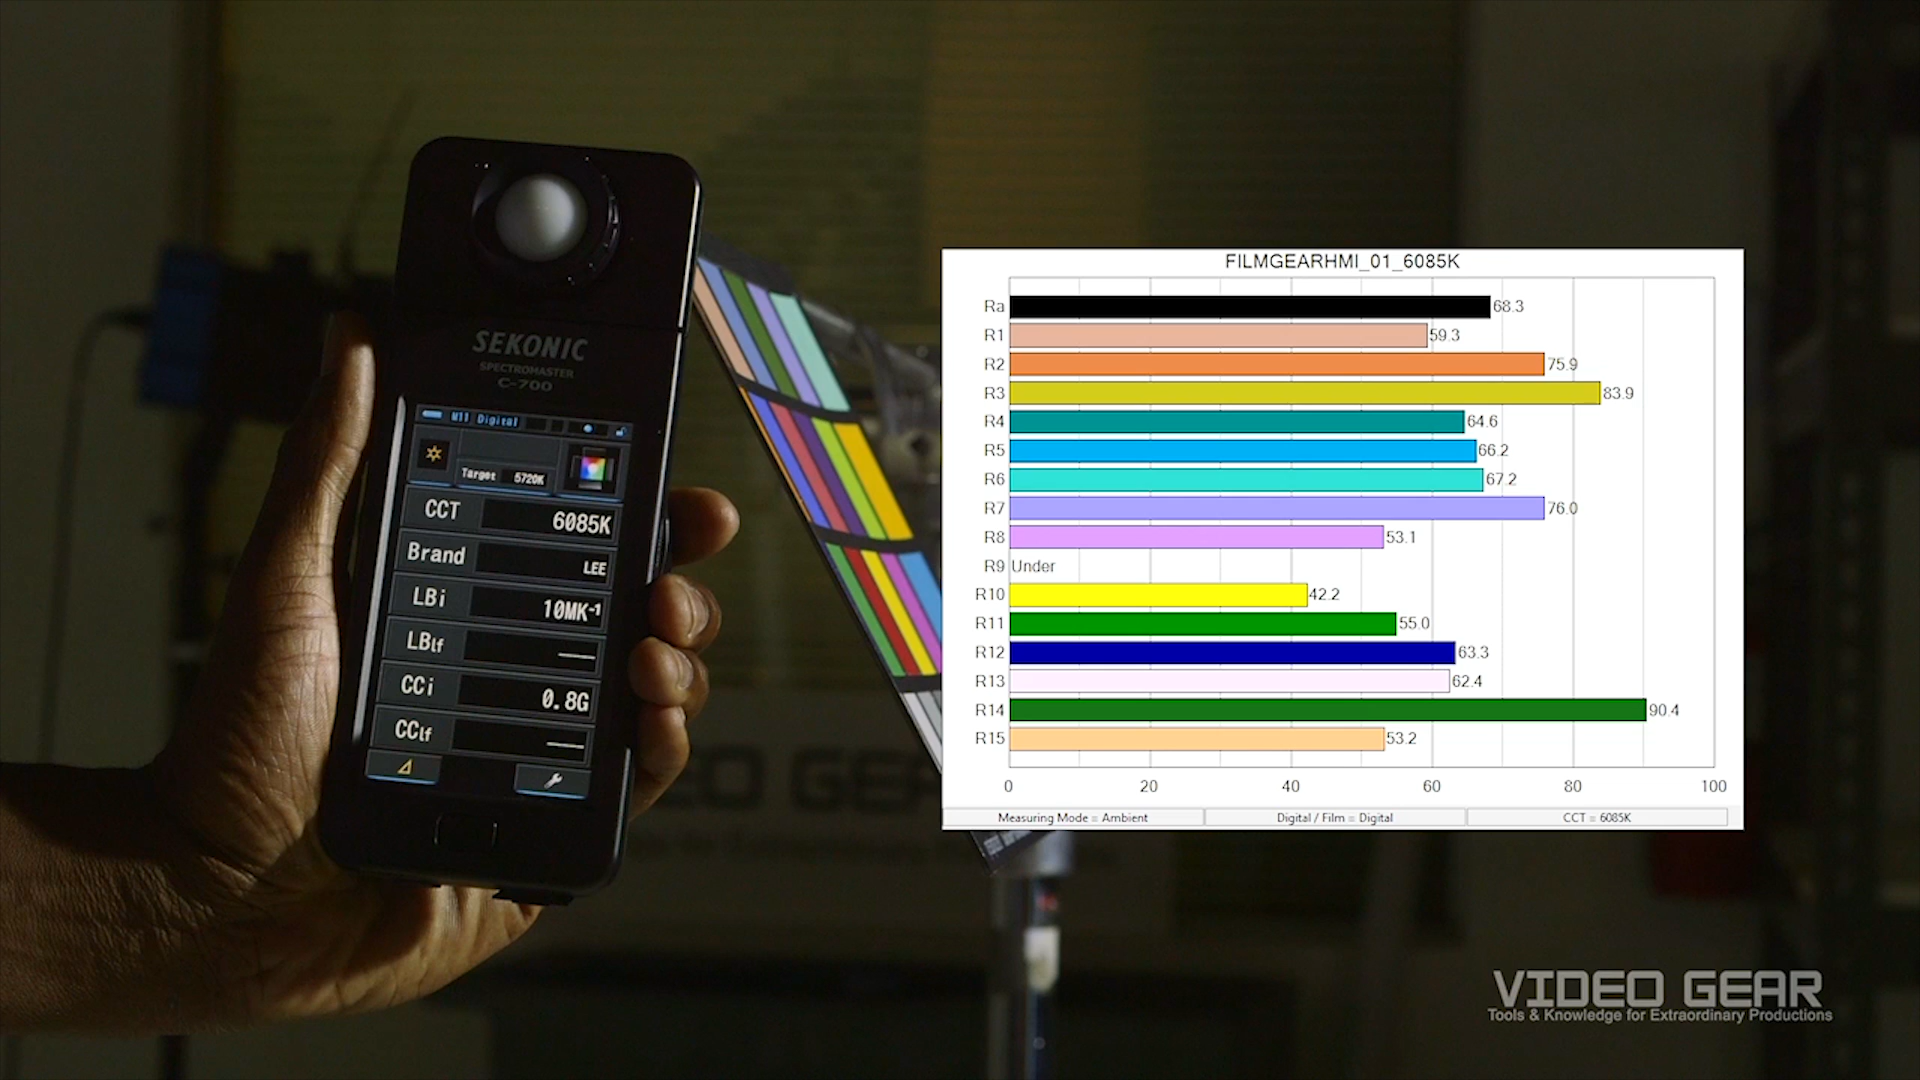 SEKONIC
SPECTROMASTER
C-700
M11 Digital
Target 5720K
CCT 6085K
Brand LEE
LBi 10MK⁻¹
LBlf
CCi 0.8G
CClf
FILMGEARHMI_01_6085K
Ra 68.3
R1 59.3
R2 75.9
R3 83.9
R4 64.6
R5 66.2
R6 67.2
R7 76.0
R8 53.1
R9 Under
R10 42.2
R11 55.0
R12 63.3
R13 62.4
R14 90.4
R15 53.2
0 20 40 60 80 100
Measuring Mode = Ambient
Digital / Film = Digital
CCT = 6085K
VIDEO GEAR
Tools & Knowledge for Extraordinary Productions